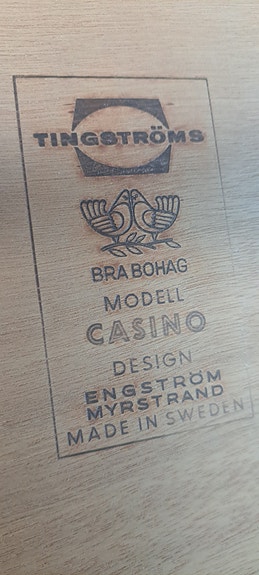 TINGSTRÖMS
BRA BOHAG
MODELL
CASINO
DESIGN
ENGSTRÖM
MYRSTRAND
MADE IN SWEDEN